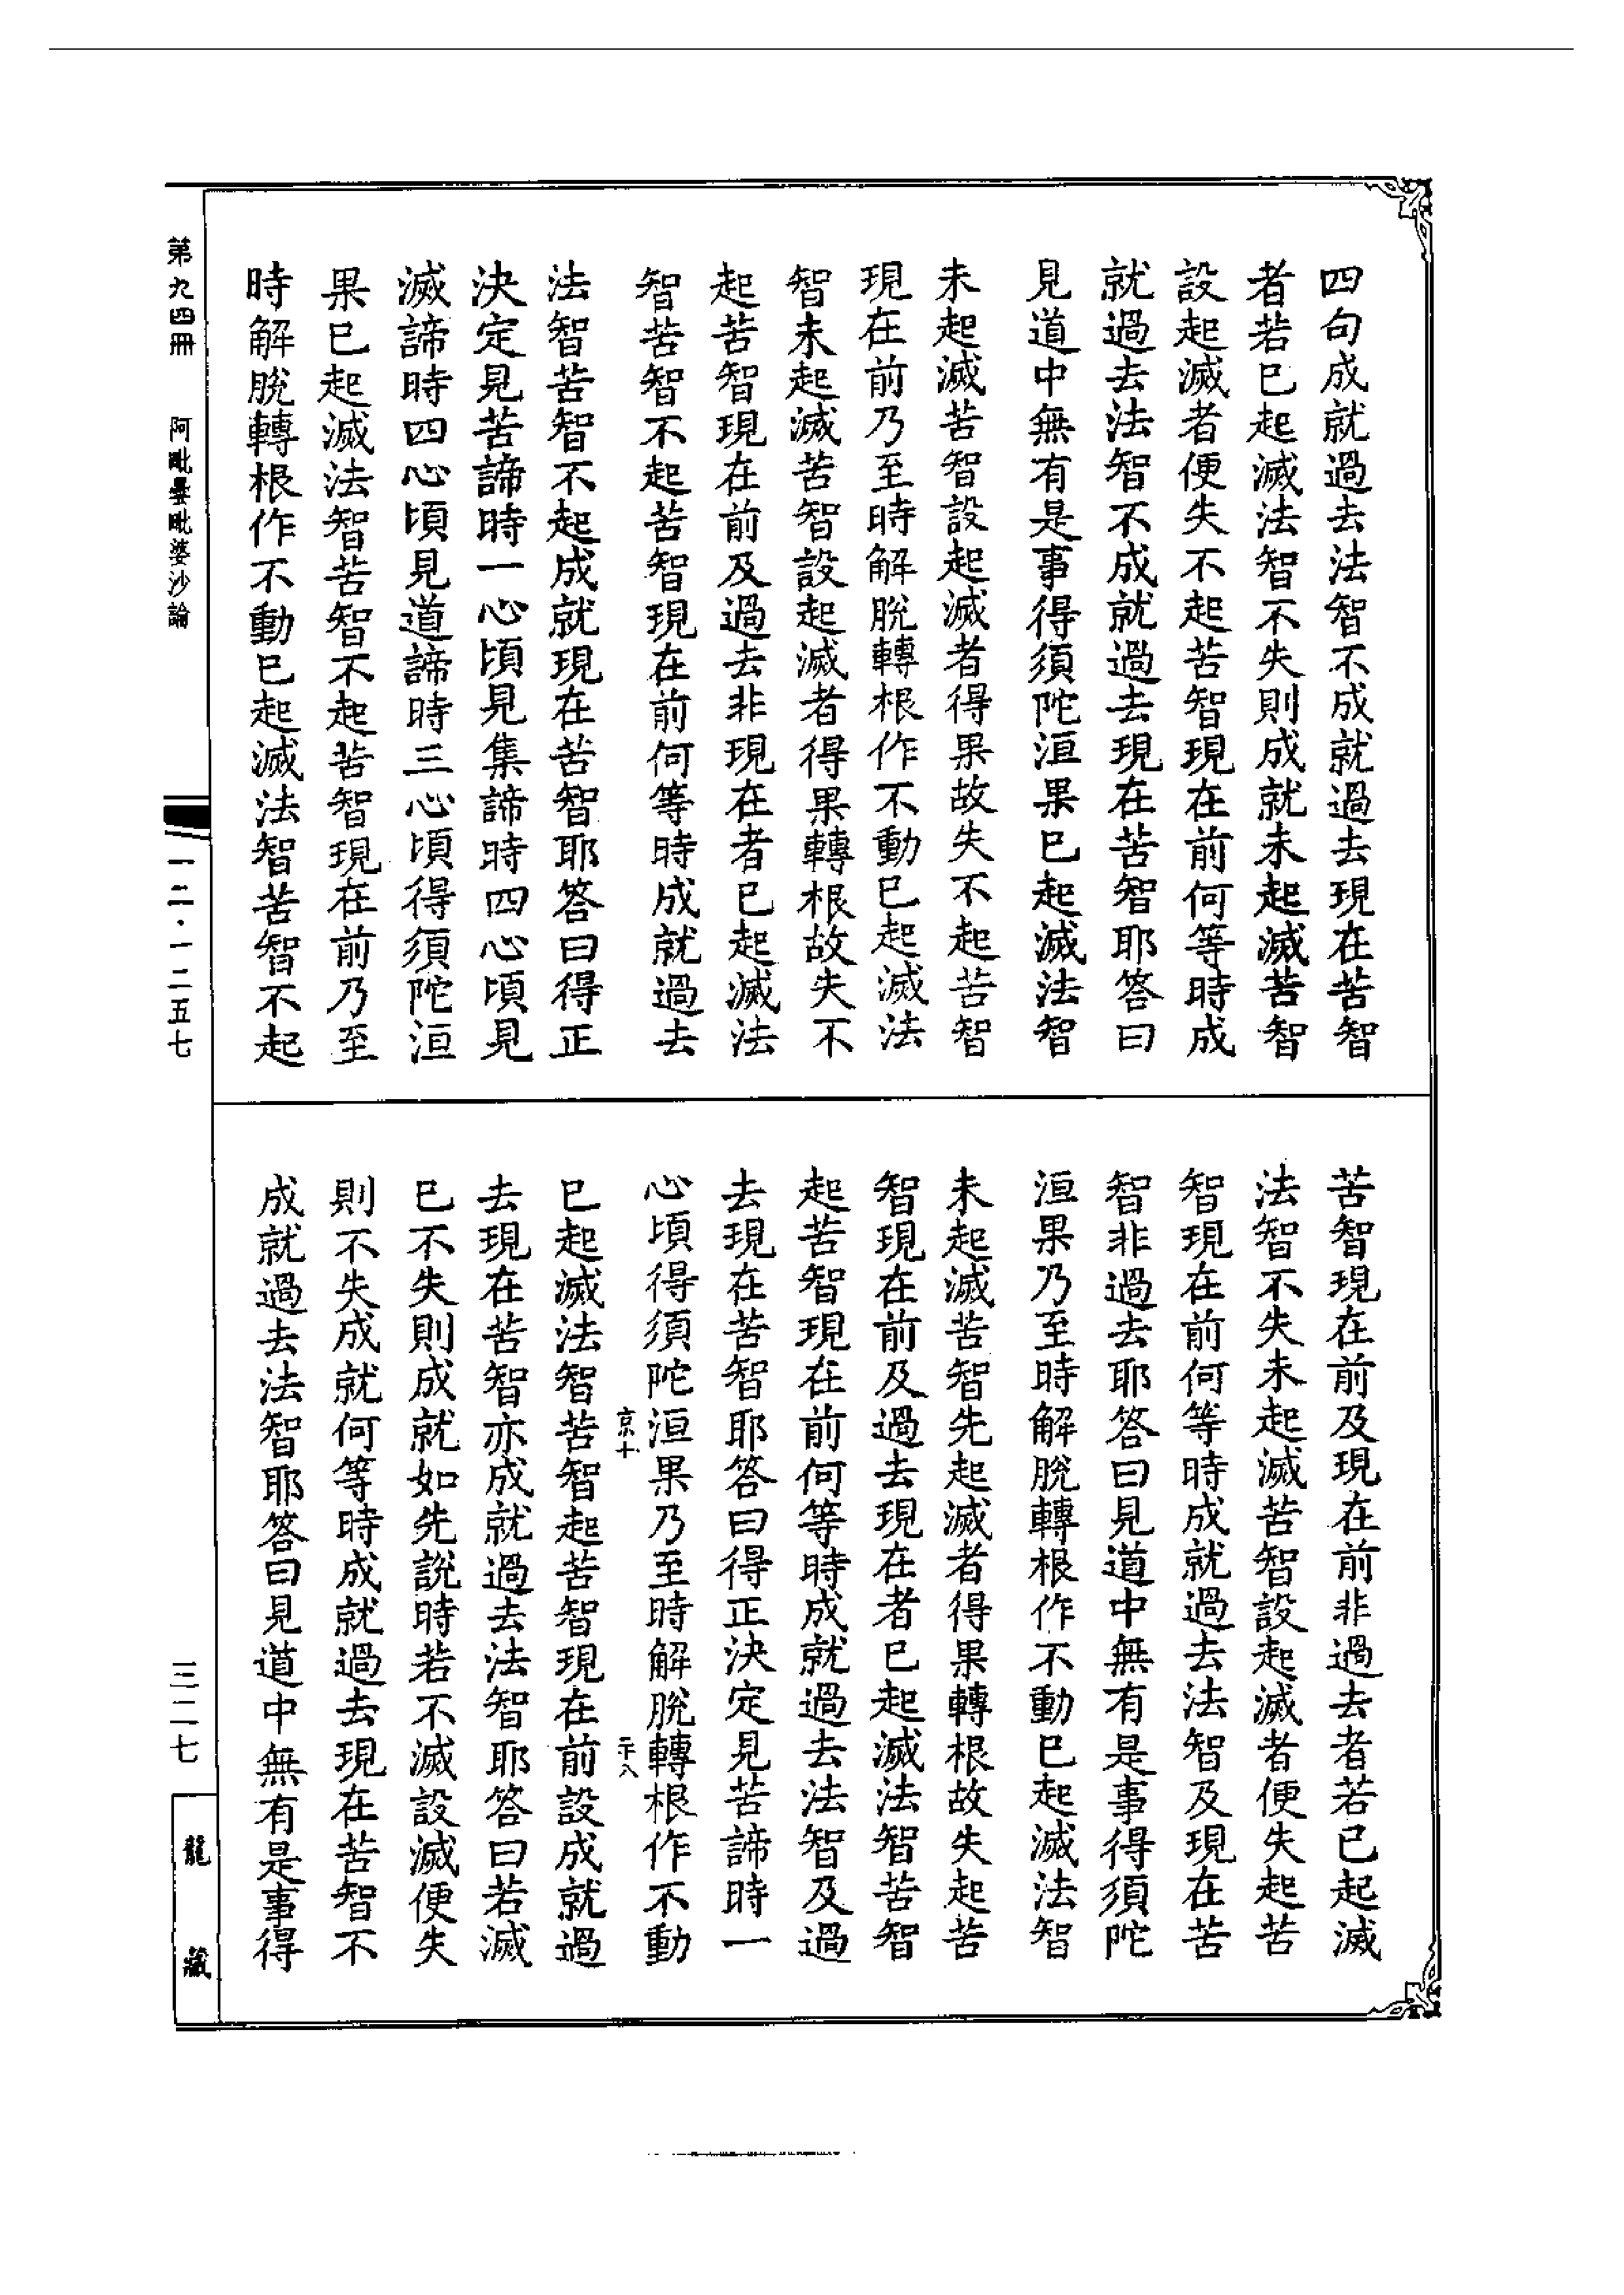 四句成就過去法智不成就過去現在苦智
者若已起滅法智不失則成就未起滅苦智
設起滅者便失不起苦智現在前何等時成
就過去法智不成就過去現在苦智耶答曰
見道中無有是事得須陀洹果已起滅法智
未起滅苦智設起滅者得果故失不起苦智
現在前乃至時解脫轉根作不動已起滅法
智未起滅苦智設起滅者得果轉根故失不
起苦智現在前及過去非現在者已起滅法
智苦智不起苦智現在前何等時成就過去
法智苦智不起成就現在苦智耶答曰得正
決定見苦諦時一心頃見集諦時四心頃見
滅諦時四心頃見道諦時三心頃得須陀洹
果已起滅法智苦智不起苦智現在前乃至
時解脫轉根作不動已起滅法智苦智不起
苦智現在前及現在前非過去者若已起滅
法智不失未起滅苦智設起滅者便失起苦
智現在前何等時成就過去法智及現在苦
智非過去耶答曰見道中無有是事得須陀
洹果乃至時解脫轉根作不動已起滅法智
未起滅苦智先起滅者得果轉根故失起苦
智現在前及過去現在者已起滅法智苦智
起苦智現在前何等時成就過去法智及過
去現在苦智耶答曰得正決定見苦諦時一
心頃得須陀洹果乃至時解脫轉根作不動
京十
二十八
已起滅法智苦智起苦智現在前設成就過
去現在苦智亦成就過去法智耶答曰若滅
已不失則成就如先說時若不滅設滅便失
則不失成就何等時成就過去現在苦智不
成就過去法智耶答曰見道中無有是事得
第九四冊
阿毗曇毗婆沙論
一二·一二五七
三二七
龍藏